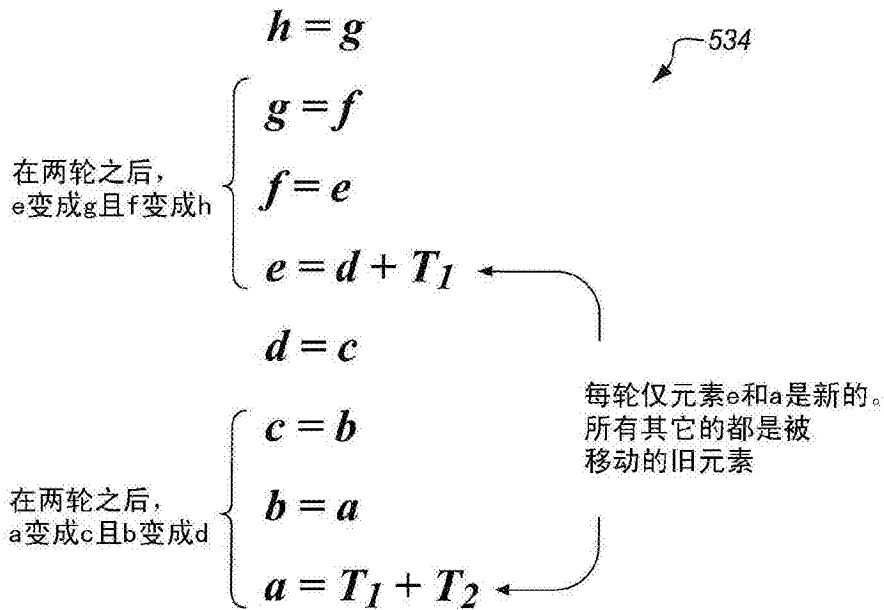 h = g
534
g = f
在两轮之后，
e变成g且f变成h
f = e
e = d + T₁
d = c
每轮仅元素e和a是新的。
所有其它的都是被
移动的旧元素
c = b
在两轮之后，
a变成c且b变成d
b = a
a = T₁ + T₂